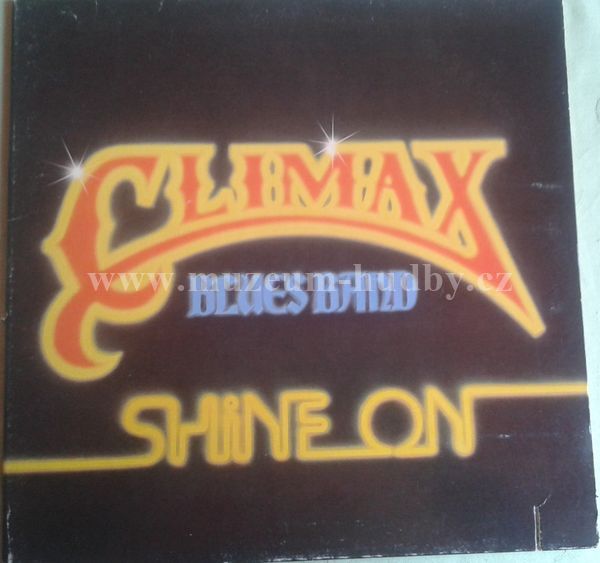 CLIMAX
BLUES BAND
www.muzeum-hudby.cz
SHINE ON